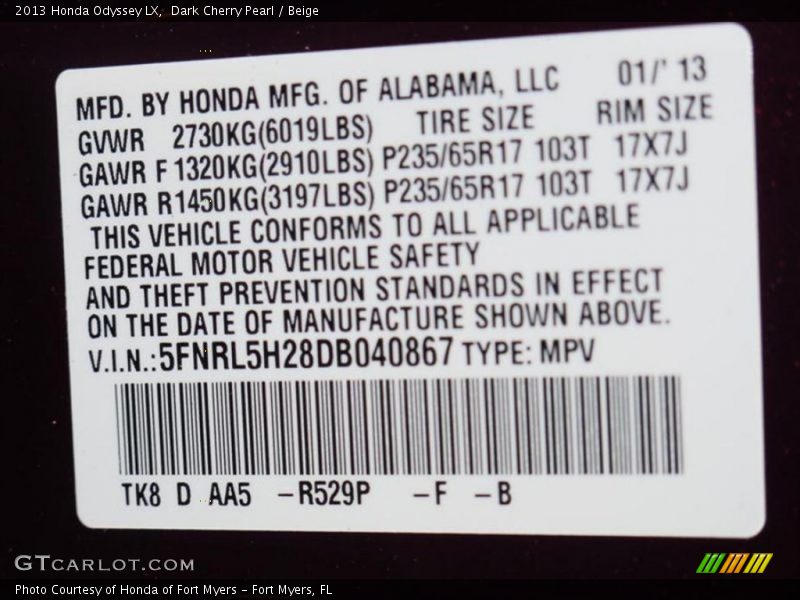 2013 Honda Odyssey LX,  Dark Cherry Pearl / Beige
MFD. BY HONDA MFG. OF ALABAMA, LLC 01/' 13
GVWR 2730KG(6019LBS) TIRE SIZE RIM SIZE
GAWR F 1320KG(2910LBS) P235/65R17 103T 17X7J
GAWR R1450KG(3197LBS) P235/65R17 103T 17X7J
THIS VEHICLE CONFORMS TO ALL APPLICABLE
FEDERAL MOTOR VEHICLE SAFETY
AND THEFT PREVENTION STANDARDS IN EFFECT
ON THE DATE OF MANUFACTURE SHOWN ABOVE.
V.I.N.:5FNRL5H28DB040867 TYPE: MPV
TK8 D AA5 -R529P -F -B
GTCARLOT.COM
Photo Courtesy of Honda of Fort Myers - Fort Myers, FL